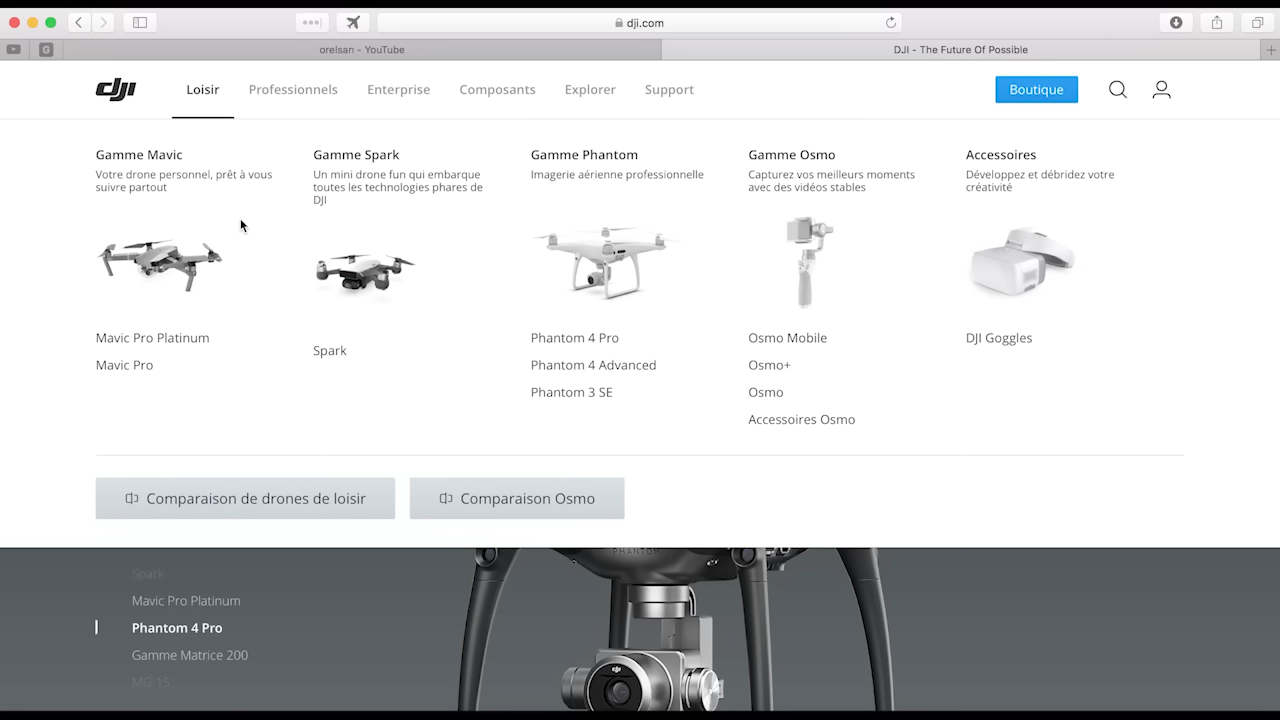 dji.com
orelsan - YouTube
DJI - The Future Of Possible
G
dji
Loisir
Professionnels
Enterprise
Composants
Explorer
Support
Boutique
Gamme Mavic
Votre drone personnel, prêt à vous
suivre partout
Mavic Pro Platinum
Mavic Pro
Gamme Spark
Un mini drone fun qui embarque
toutes les technologies phares de
DJI
Spark
Gamme Phantom
Imagerie aérienne professionnelle
Phantom 4 Pro
Phantom 4 Advanced
Phantom 3 SE
Gamme Osmo
Capturez vos meilleurs moments
avec des vidéos stables
Osmo Mobile
Osmo+
Osmo
Accessoires Osmo
Accessoires
Développez et débridez votre
créativité
DJI Goggles
Comparaison de drones de loisir
Comparaison Osmo
PHANTOM
Spark
Mavic Pro Platinum
Phantom 4 Pro
Gamme Matrice 200
MG-1S
dji